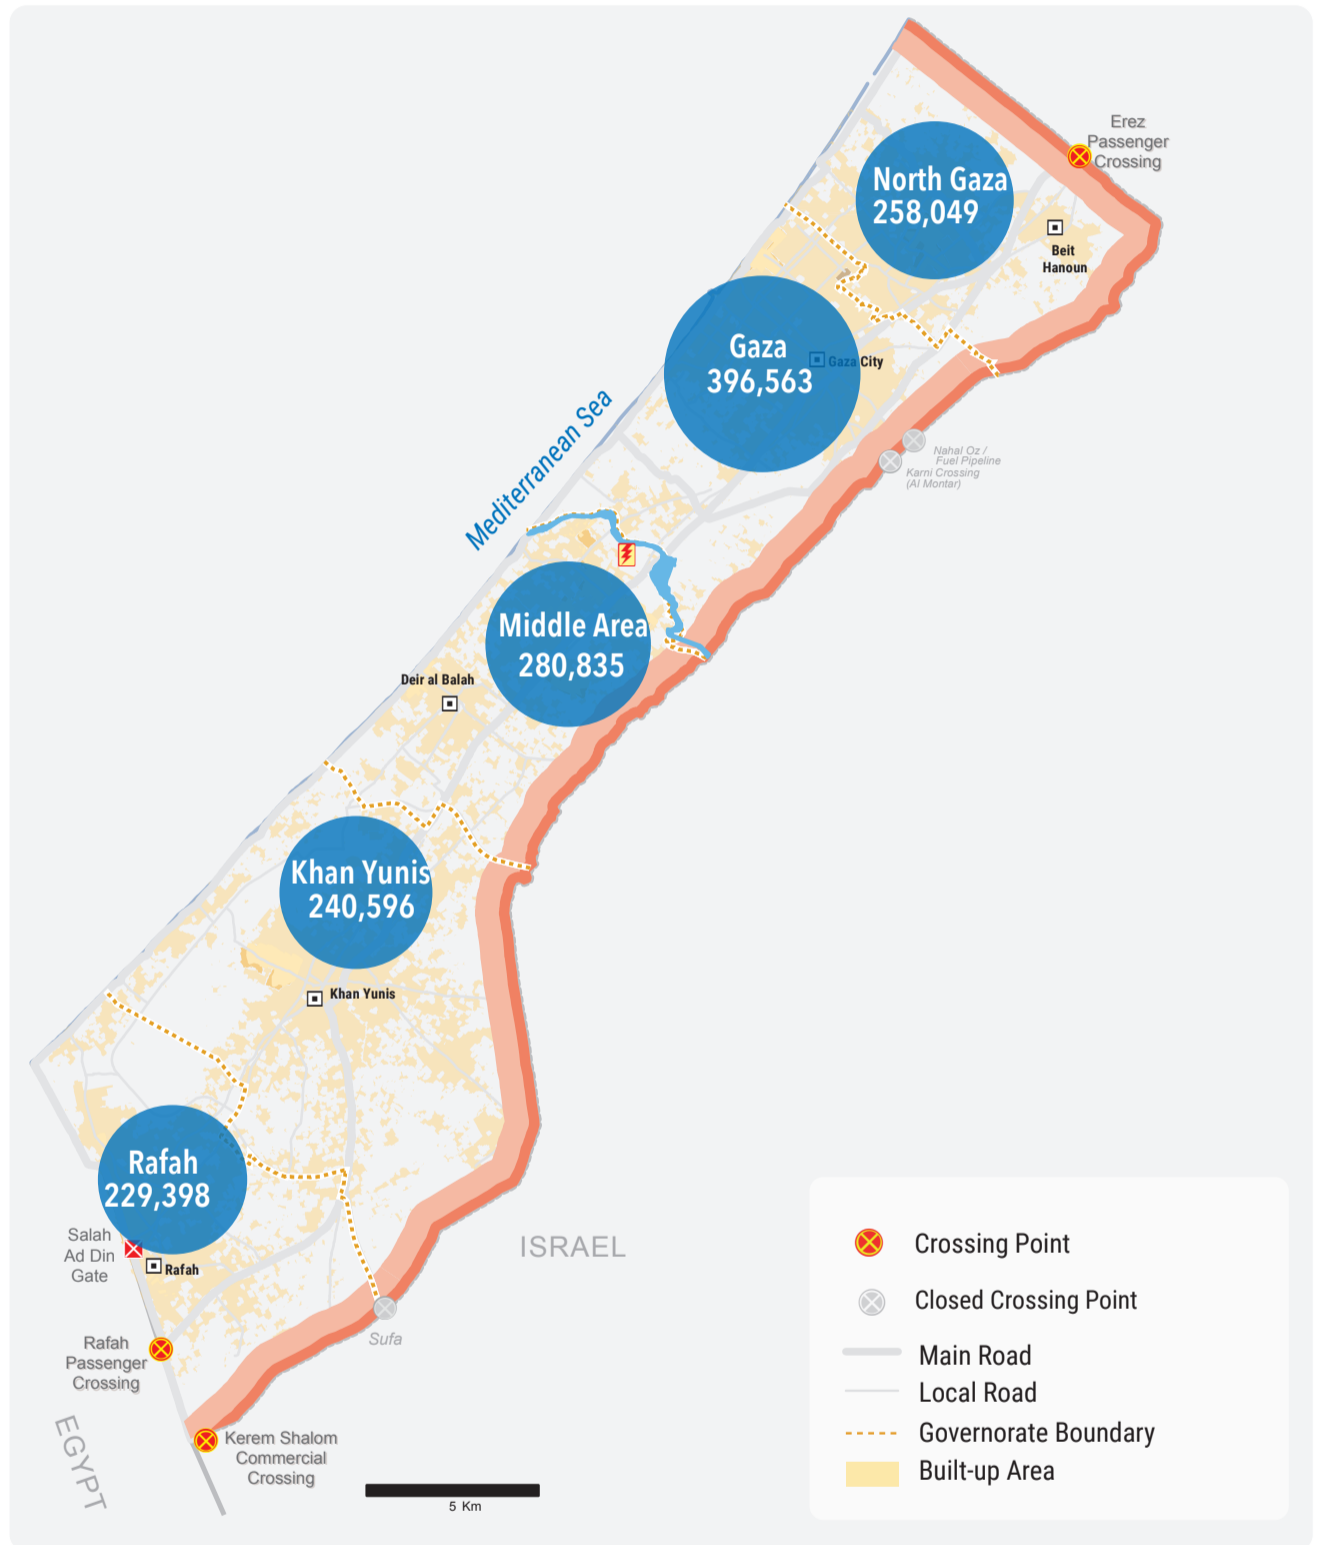 Erez
Passenger
Crossing
North Gaza
258,049
Beit
Hanoun
Gaza
396,563
Gaza City
Nahal Oz /
Fuel Pipeline
Karni Crossing
(Al Montar)
Mediterranean Sea
Middle Area
280,835
Deir al Balah
Khan Yunis
240,596
Khan Yunis
Rafah
229,398
Salah
Ad Din
Gate
Rafah
ISRAEL
Sufa
Rafah
Passenger
Crossing
EGYPT
Kerem Shalom
Commercial
Crossing
5 Km
Crossing Point
Closed Crossing Point
Main Road
Local Road
Governorate Boundary
Built-up Area